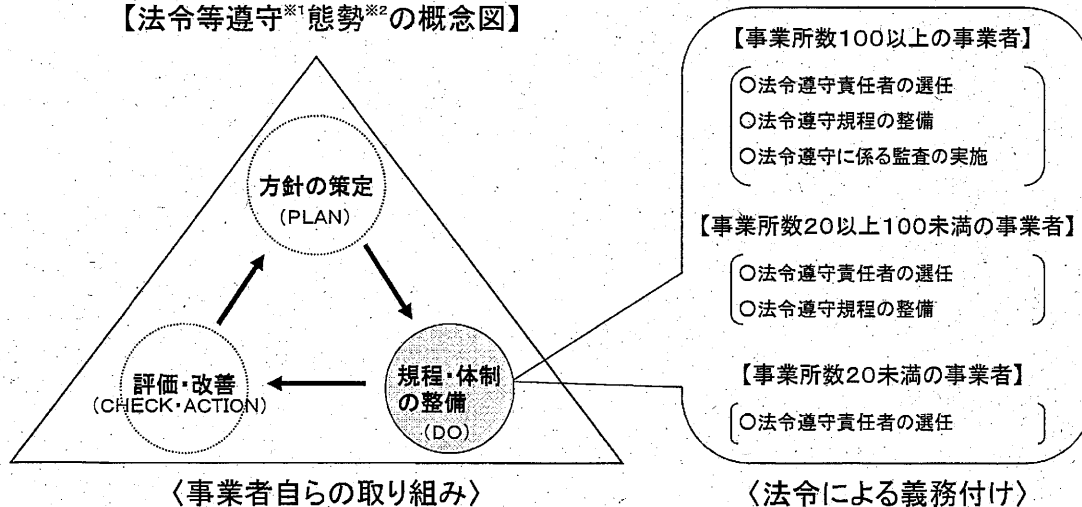 【法令等遵守※1態勢※2の概念図】
方針の策定
(PLAN)
評価・改善
(CHECK・ACTION)
規程・体制
の整備
(DO)
〈事業者自らの取り組み〉
【事業所数100以上の事業者】
○法令遵守責任者の選任
○法令遵守規程の整備
○法令遵守に係る監査の実施
【事業所数20以上100未満の事業者】
○法令遵守責任者の選任
○法令遵守規程の整備
【事業所数20未満の事業者】
○法令遵守責任者の選任
〈法令による義務付け〉